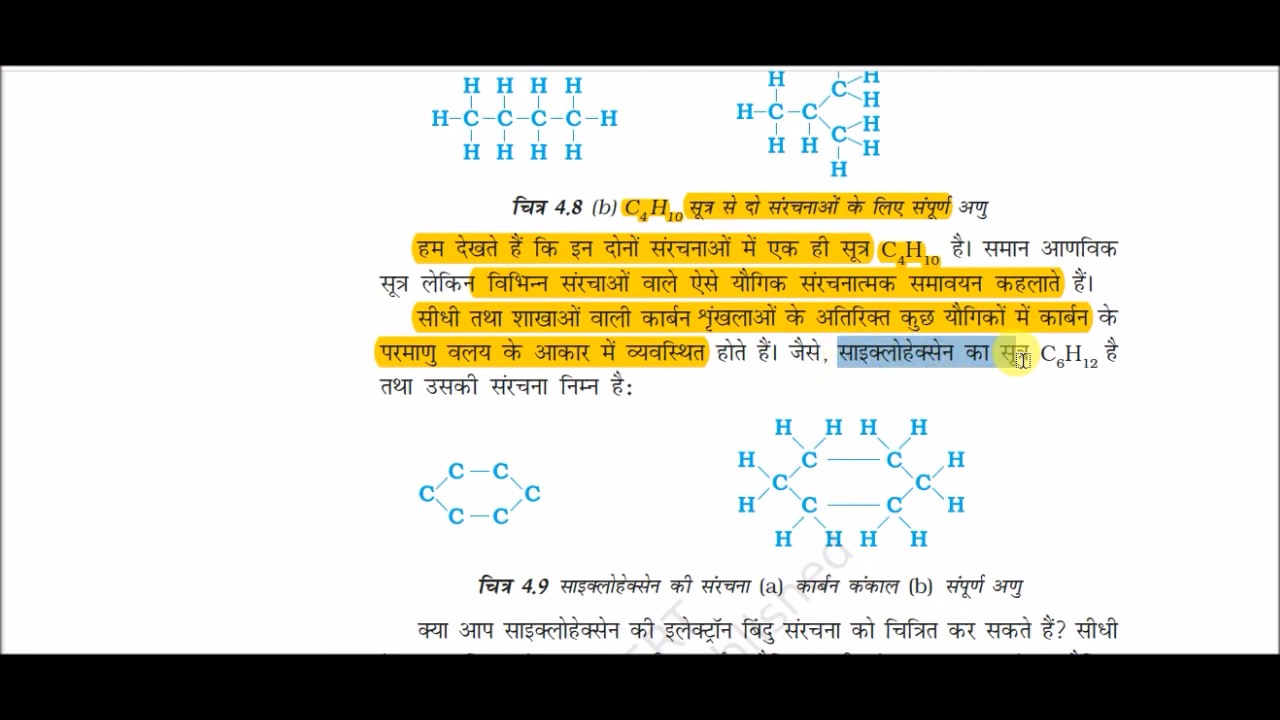 H H H H
H-C-C-C-C-H
H H H H
H C H
H
H-C-C
C H
H H H
H
चित्र 4.8 (b) C4H10 सूत्र से दो संरचनाओं के लिए संपूर्ण अणु
हम देखते हैं कि इन दोनों संरचनाओं में एक ही सूत्र C4H10 है। समान आणविक
सूत्र लेकिन विभिन्न संरचाओं वाले ऐसे यौगिक संरचनात्मक समावयन कहलाते हैं।
सीधी तथा शाखाओं वाली कार्बन शृंखलाओं के अतिरिक्त कुछ यौगिकों में कार्बन के
परमाणु वलय के आकार में व्यवस्थित होते हैं। जैसे, साइक्लोहेक्सेन का सूत्र C6H12 है
तथा उसकी संरचना निम्न है:
H H H H
C-C
H C C H
C C
C C
H H
C-C
C C
H H H H
चित्र 4.9 साइक्लोहेक्सेन की संरचना (a) कार्बन कंकाल (b) संपूर्ण अणु
क्या आप साइक्लोहेक्सेन की इलेक्ट्रॉन बिंदु संरचना को चित्रित कर सकते हैं? सीधी